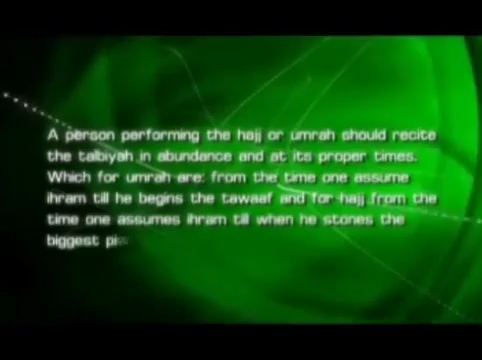 A person performing the hajj or umrah should recite
the talbiyah in abundance and at its proper times.
Which for umrah are: from the time one assume
ihram till he begins the tawaaf and for hajj from the
time one assumes ihram till when he stones the
biggest